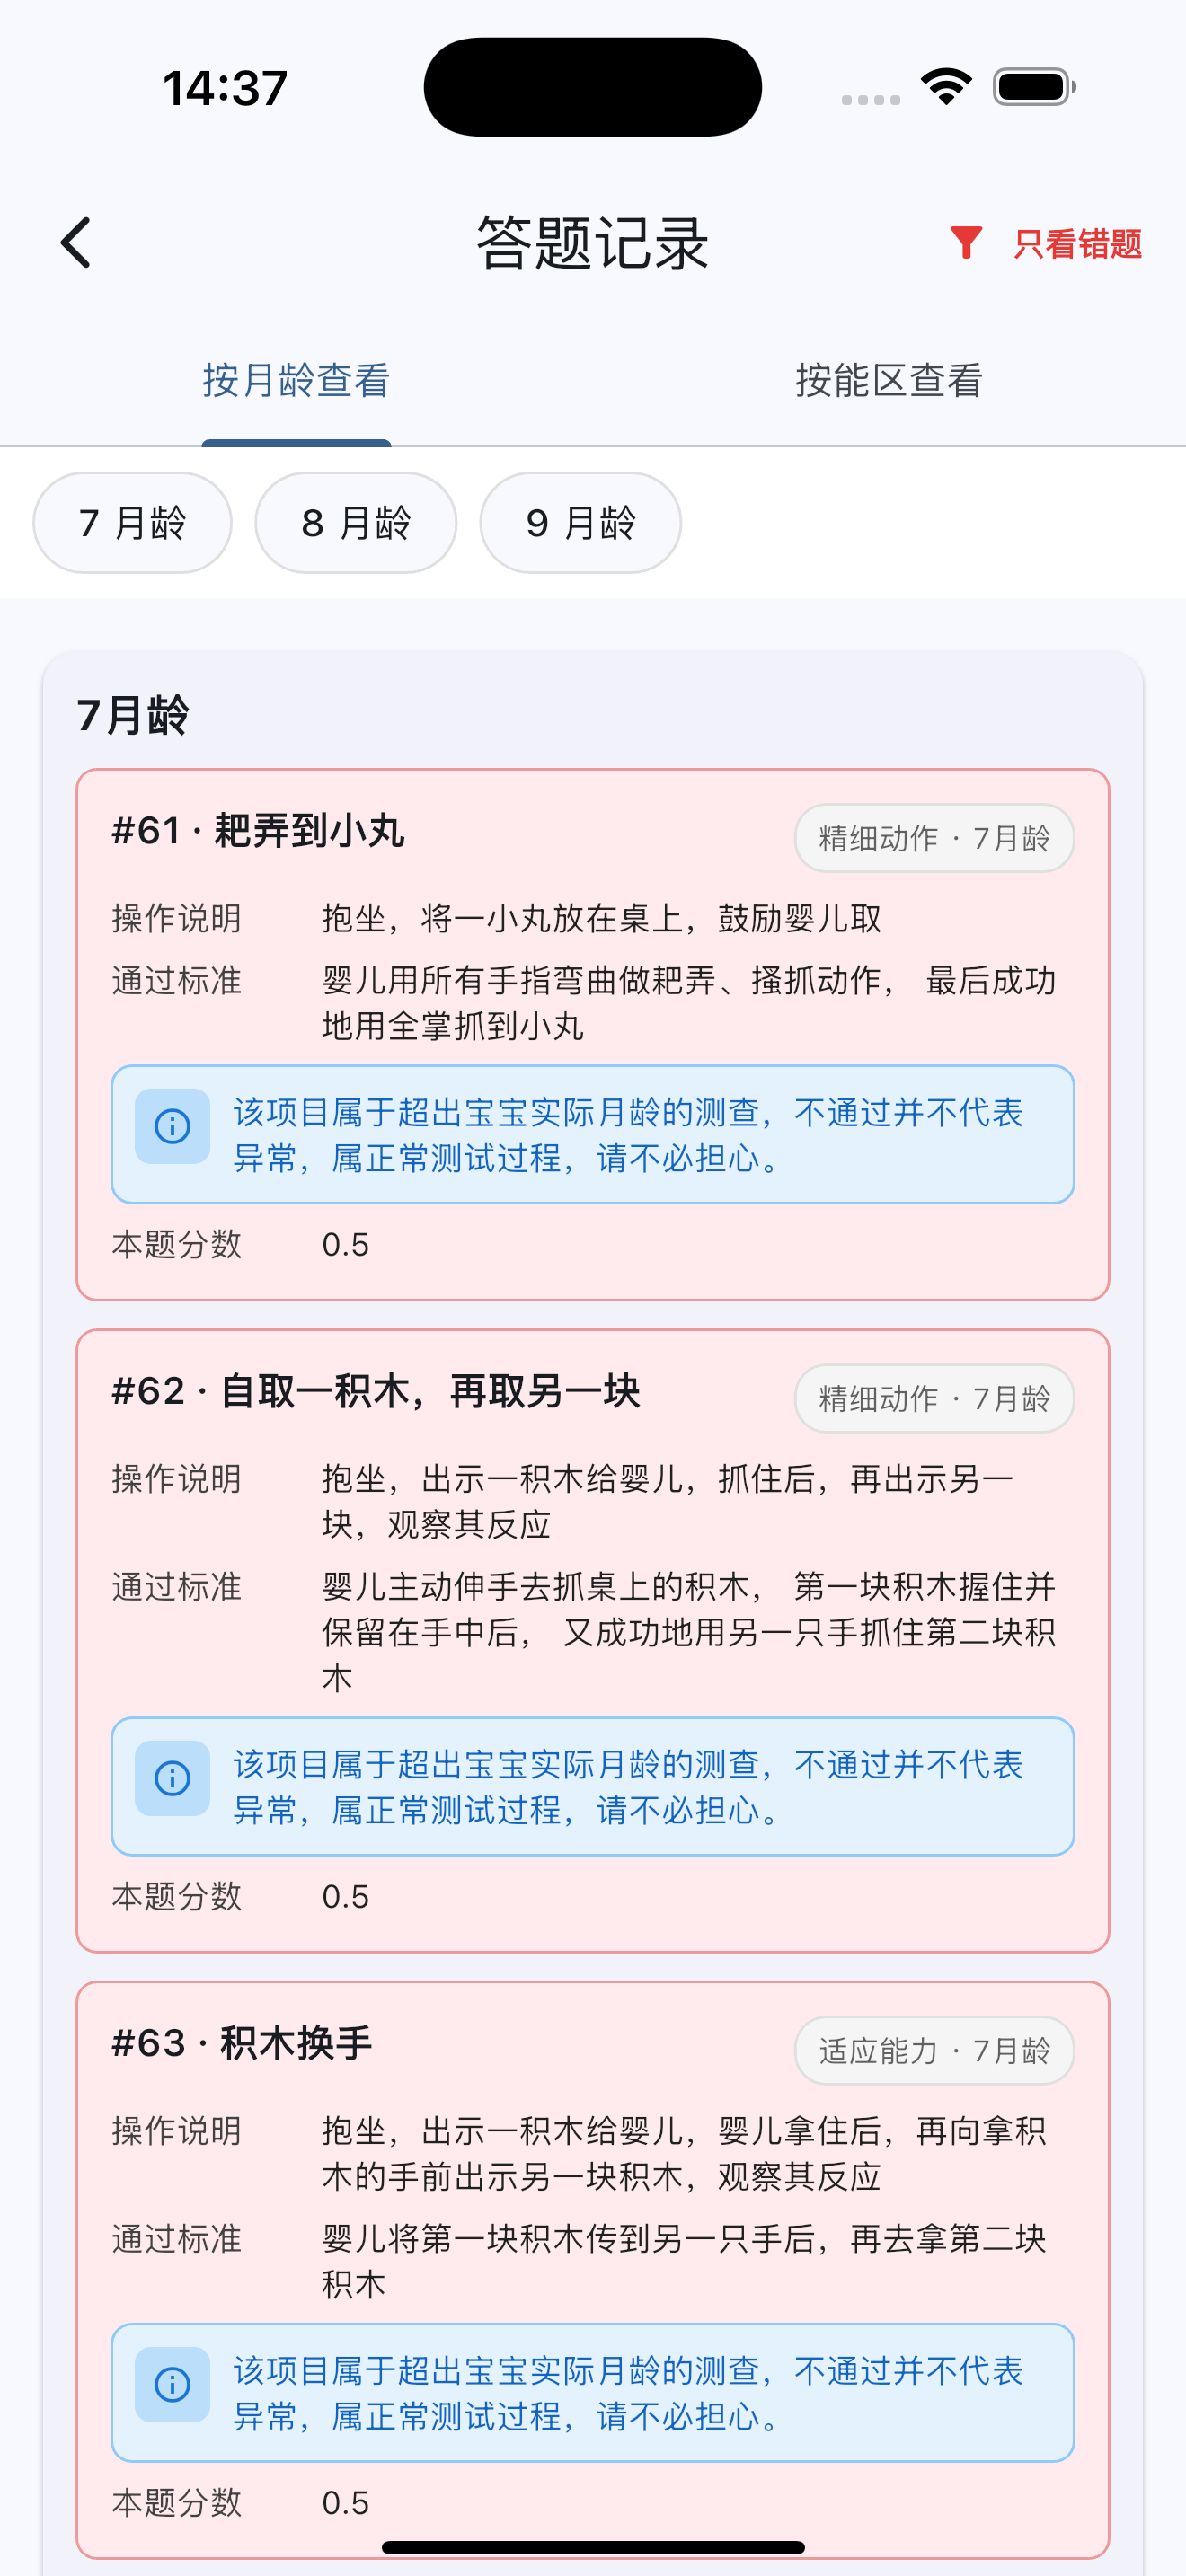 14:37
答题记录
只看错题
按月龄查看
按能区查看
7 月龄
8 月龄
9 月龄
7月龄
#61 · 耙弄到小丸
精细动作 · 7月龄
操作说明 抱坐，将一小丸放在桌上，鼓励婴儿取
通过标准 婴儿用所有手指弯曲做耙弄、搔抓动作， 最后成功
地用全掌抓到小丸
该项目属于超出宝宝实际月龄的测查，不通过并不代表
异常，属正常测试过程，请不必担心。
本题分数 0.5
#62 · 自取一积木，再取另一块
精细动作 · 7月龄
操作说明 抱坐，出示一积木给婴儿，抓住后，再出示另一
块，观察其反应
通过标准 婴儿主动伸手去抓桌上的积木， 第一块积木握住并
保留在手中后， 又成功地用另一只手抓住第二块积
木
该项目属于超出宝宝实际月龄的测查，不通过并不代表
异常，属正常测试过程，请不必担心。
本题分数 0.5
#63 · 积木换手
适应能力 · 7月龄
操作说明 抱坐，出示一积木给婴儿，婴儿拿住后，再向拿积
木的手前出示另一块积木，观察其反应
通过标准 婴儿将第一块积木传到另一只手后，再去拿第二块
积木
该项目属于超出宝宝实际月龄的测查，不通过并不代表
异常，属正常测试过程，请不必担心。
本题分数 0.5